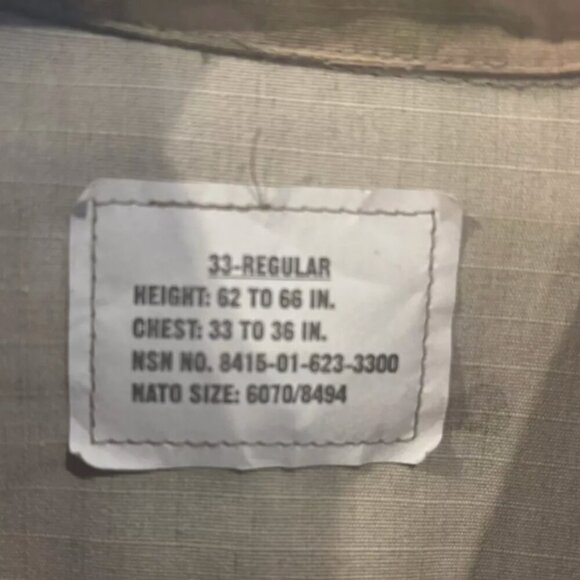 33-REGULAR
HEIGHT: 62 TO 66 IN.
CHEST: 33 TO 36 IN.
NSN NO. 8415-01-623-3300
NATO SIZE: 6070/8494